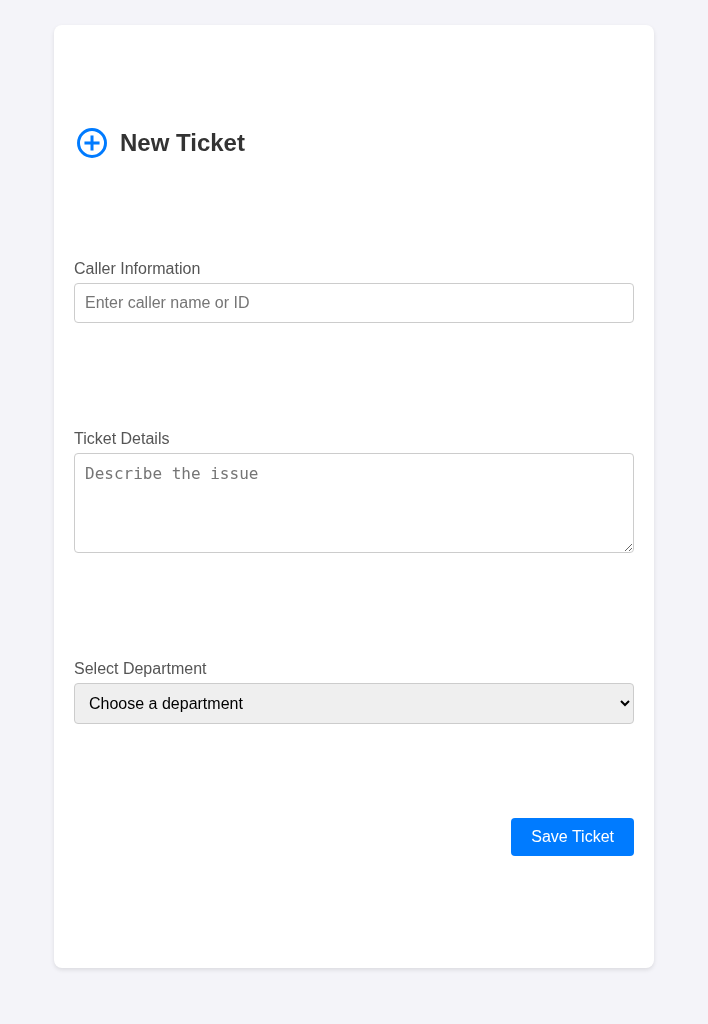 New Ticket
Caller Information
Enter caller name or ID
Ticket Details
Describe the issue
Select Department
Choose a department
Save Ticket